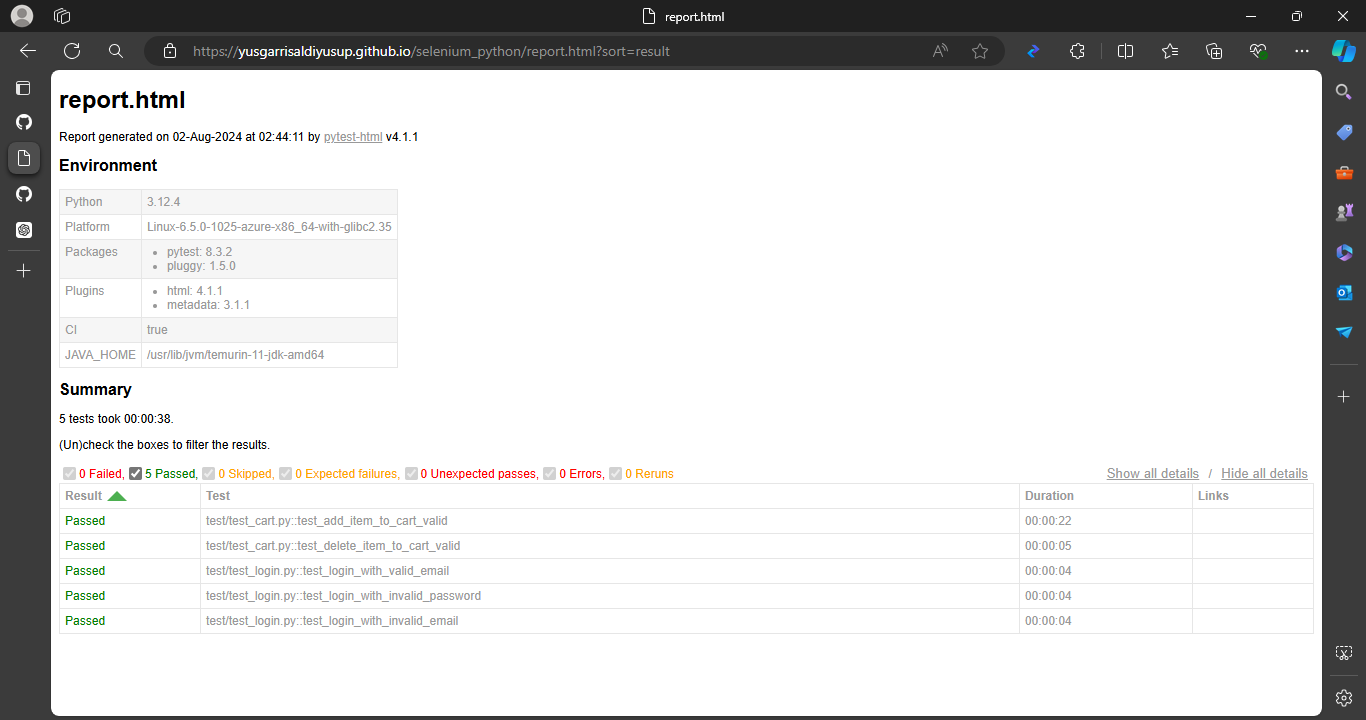 report.html
https://yusgarrisaldiyusup.github.io/selenium_python/report.html?sort=result
report.html
Report generated on 02-Aug-2024 at 02:44:11 by pytest-html v4.1.1
Environment
Python 3.12.4
Platform Linux-6.5.0-1025-azure-x86_64-with-glibc2.35
Packages
• pytest: 8.3.2
• pluggy: 1.5.0
Plugins
• html: 4.1.1
• metadata: 3.1.1
CI true
JAVA_HOME /usr/lib/jvm/temurin-11-jdk-amd64
Summary
5 tests took 00:00:38.
(Un)check the boxes to filter the results.
0 Failed, 5 Passed, 0 Skipped, 0 Expected failures, 0 Unexpected passes, 0 Errors, 0 Reruns Show all details / Hide all details
Result Test Duration Links
Passed test/test_cart.py::test_add_item_to_cart_valid 00:00:22
Passed test/test_cart.py::test_delete_item_to_cart_valid 00:00:05
Passed test/test_login.py::test_login_with_valid_email 00:00:04
Passed test/test_login.py::test_login_with_invalid_password 00:00:04
Passed test/test_login.py::test_login_with_invalid_email 00:00:04